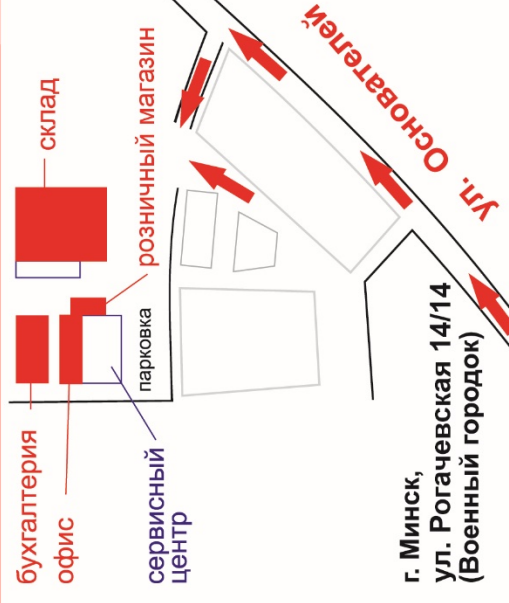 бухгалтерия
офис
сервисный
центр
склад
розничный магазин
парковка
ул. Основателей
г. Минск,
ул. Рогачевская 14/14
(Военный городок)